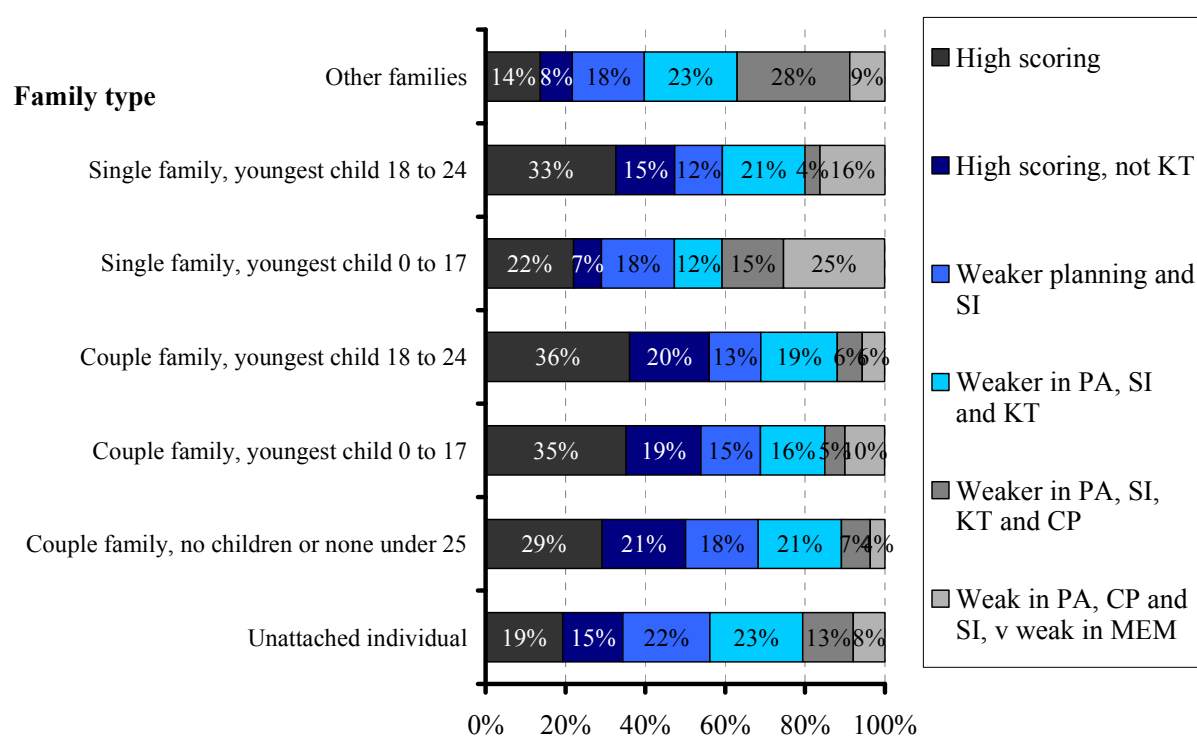 Family type
Other families
14% 8% 18% 23% 28% 9%
Single family, youngest child 18 to 24
33% 15% 12% 21% 4% 16%
Single family, youngest child 0 to 17
22% 7% 18% 12% 15% 25%
Couple family, youngest child 18 to 24
36% 20% 13% 19% 6% 6%
Couple family, youngest child 0 to 17
35% 19% 15% 16% 5% 10%
Couple family, no children or none under 25
29% 21% 18% 21% 7% 4%
Unattached individual
19% 15% 22% 23% 13% 8%
0% 20% 40% 60% 80% 100%
High scoring
High scoring, not KT
Weaker planning and
SI
Weaker in PA, SI
and KT
Weaker in PA, SI,
KT and CP
Weak in PA, CP and
SI, v weak in MEM